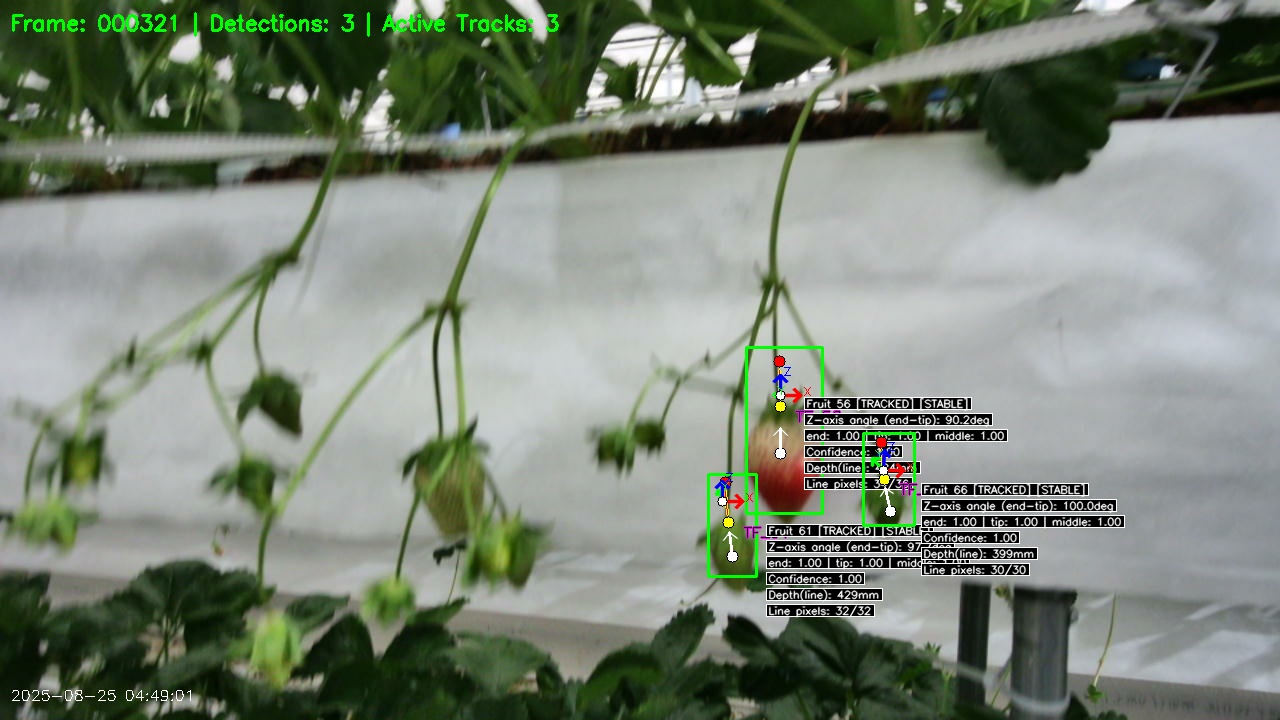 Frame: 000321 | Detections: 3 | Active Tracks: 3
Z
X
Fruit 56 [TRACKED] [STABLE]
Z-axis angle (end-tip): 90.2deg
end: 1.00 | 1.00 | middle: 1.00
Confidence:
Depth(line):
Line pixels:
Fruit 66 [TRACKED] [STABLE]
Z-axis angle (end-tip): 100.0deg
end: 1.00 | tip: 1.00 | middle: 1.00
Confidence: 1.00
Depth(line): 399mm
Line pixels: 30/30
X
Fruit 61 [TRACKED]
Z-axis angle (end-tip):
end: 1.00 | tip: 1.00 |
Confidence: 1.00
Depth(line): 429mm
Line pixels: 32/32
2025-08-25 04:49:01